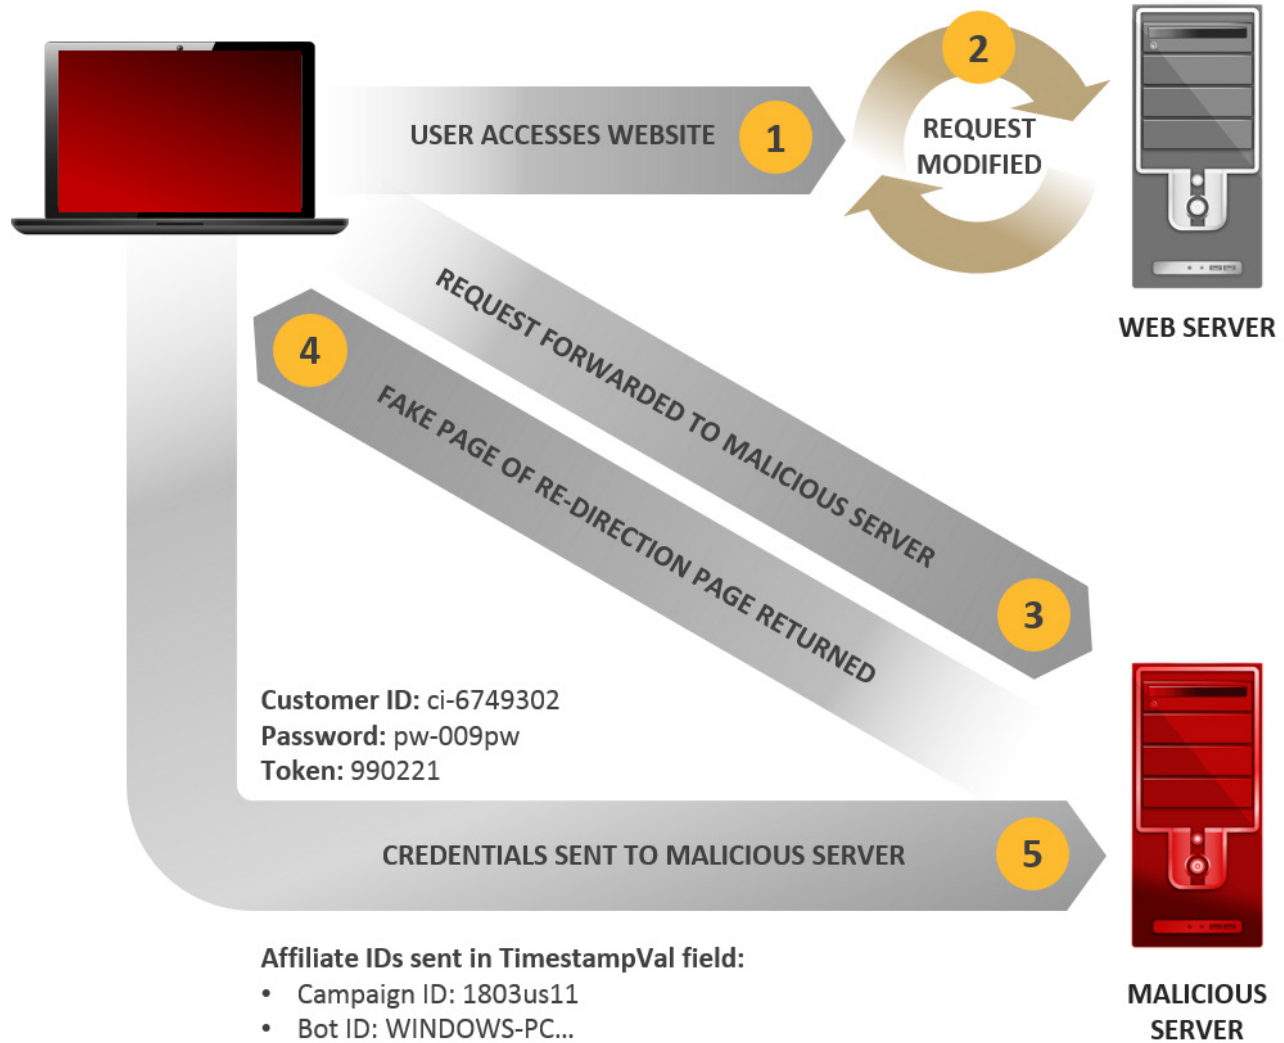 USER ACCESSES WEBSITE
1
2
REQUEST
MODIFIED
WEB SERVER
REQUEST FORWARDED TO MALICIOUS SERVER
3
4
FAKE PAGE OF RE-DIRECTION PAGE RETURNED
Customer ID: ci-6749302
Password: pw-009pw
Token: 990221
CREDENTIALS SENT TO MALICIOUS SERVER
5
Affiliate IDs sent in TimestampVal field:
• Campaign ID: 1803us11
• Bot ID: WINDOWS-PC...
MALICIOUS
SERVER